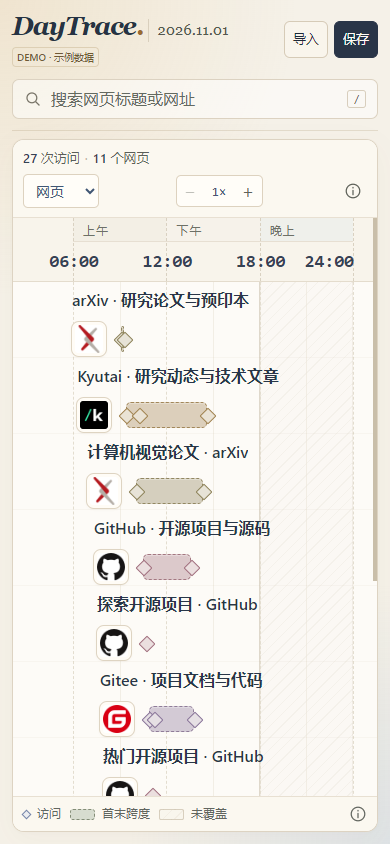 DayTrace. 2026.11.01
DEMO · 示例数据
导入
保存
搜索网页标题或网址 /
27 次访问 · 11 个网页
网页
− 1x +
上午 下午 晚上
06:00 12:00 18:00 24:00
arXiv · 研究论文与预印本
Kyutai · 研究动态与技术文章
/k
计算机视觉论文 · arXiv
GitHub · 开源项目与源码
探索开源项目 · GitHub
Gitee · 项目文档与代码
G
热门开源项目 · GitHub
访问 首末跨度 未覆盖